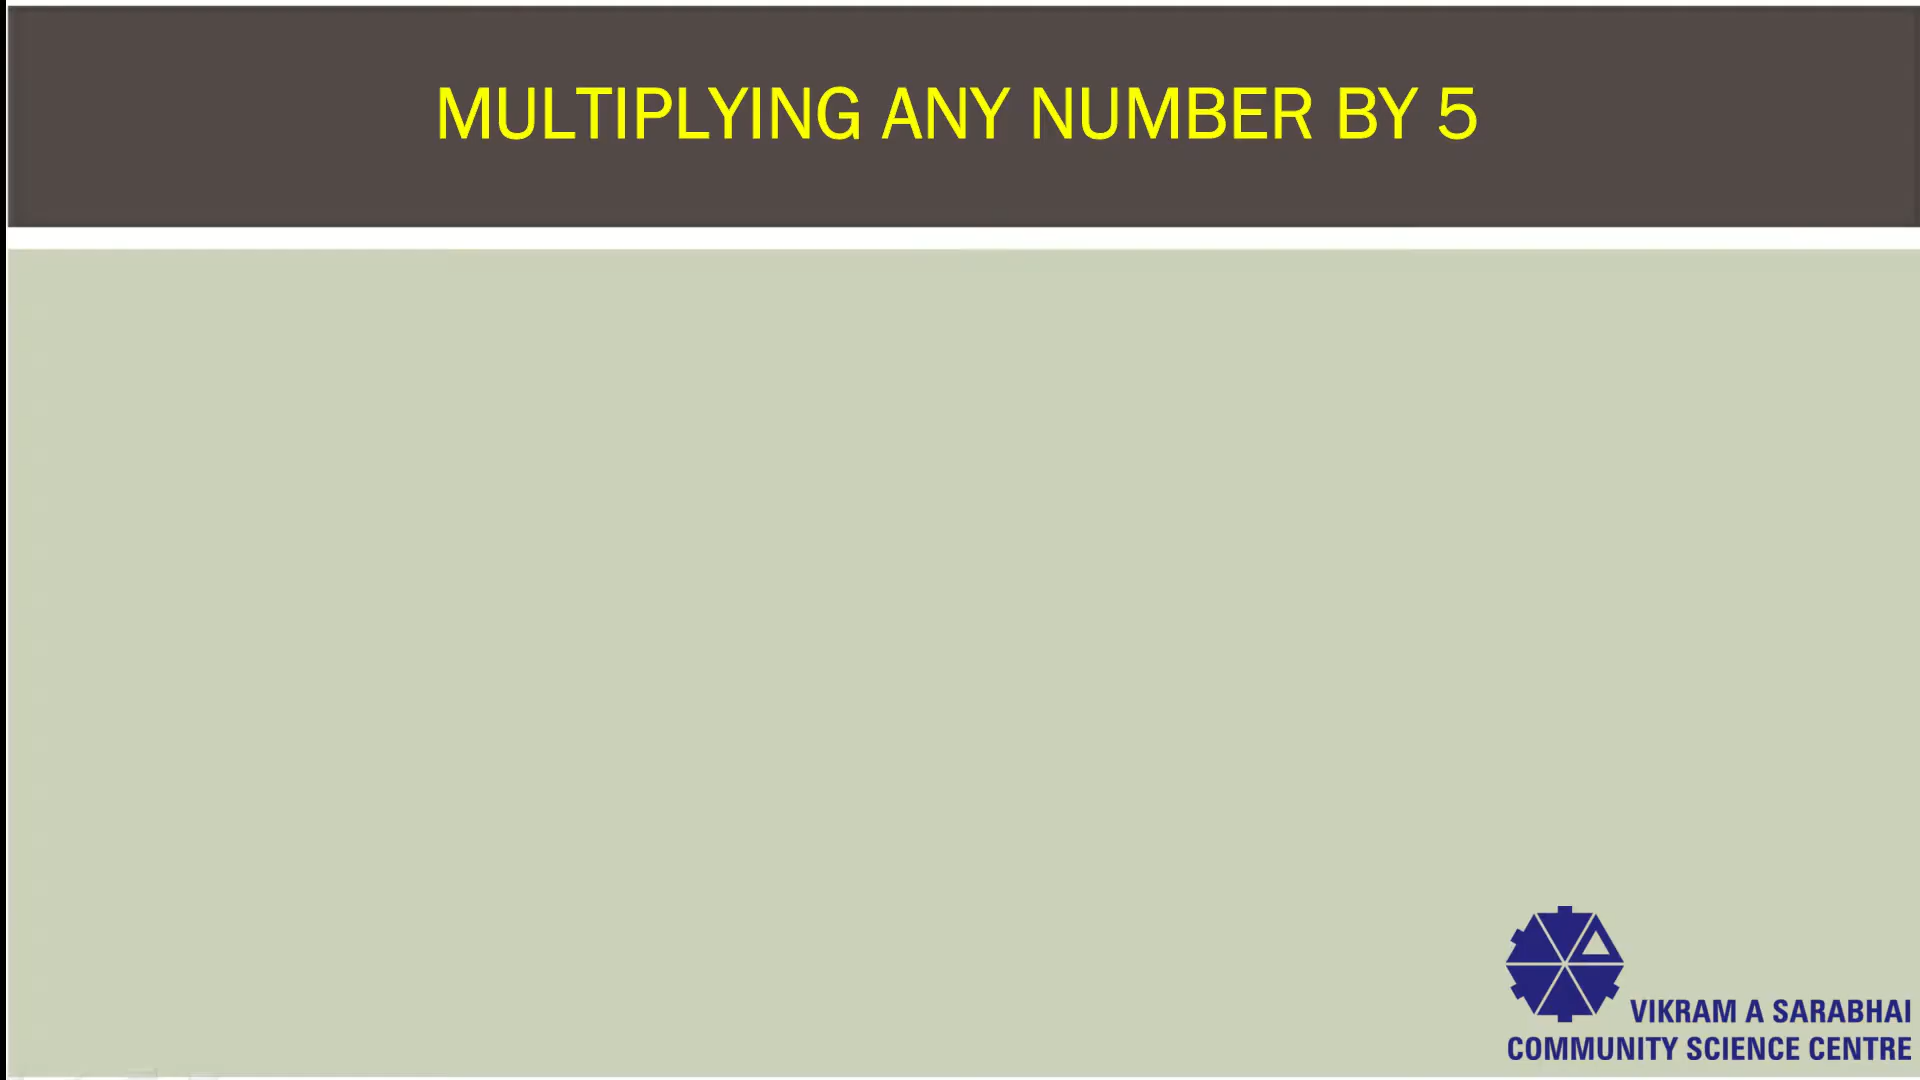 MULTIPLYING ANY NUMBER BY 5
VIKRAM A SARABHAI
COMMUNITY SCIENCE CENTRE